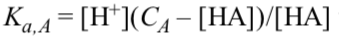 K_{a,A} = [H⁺](C_A – [HA])/[HA]